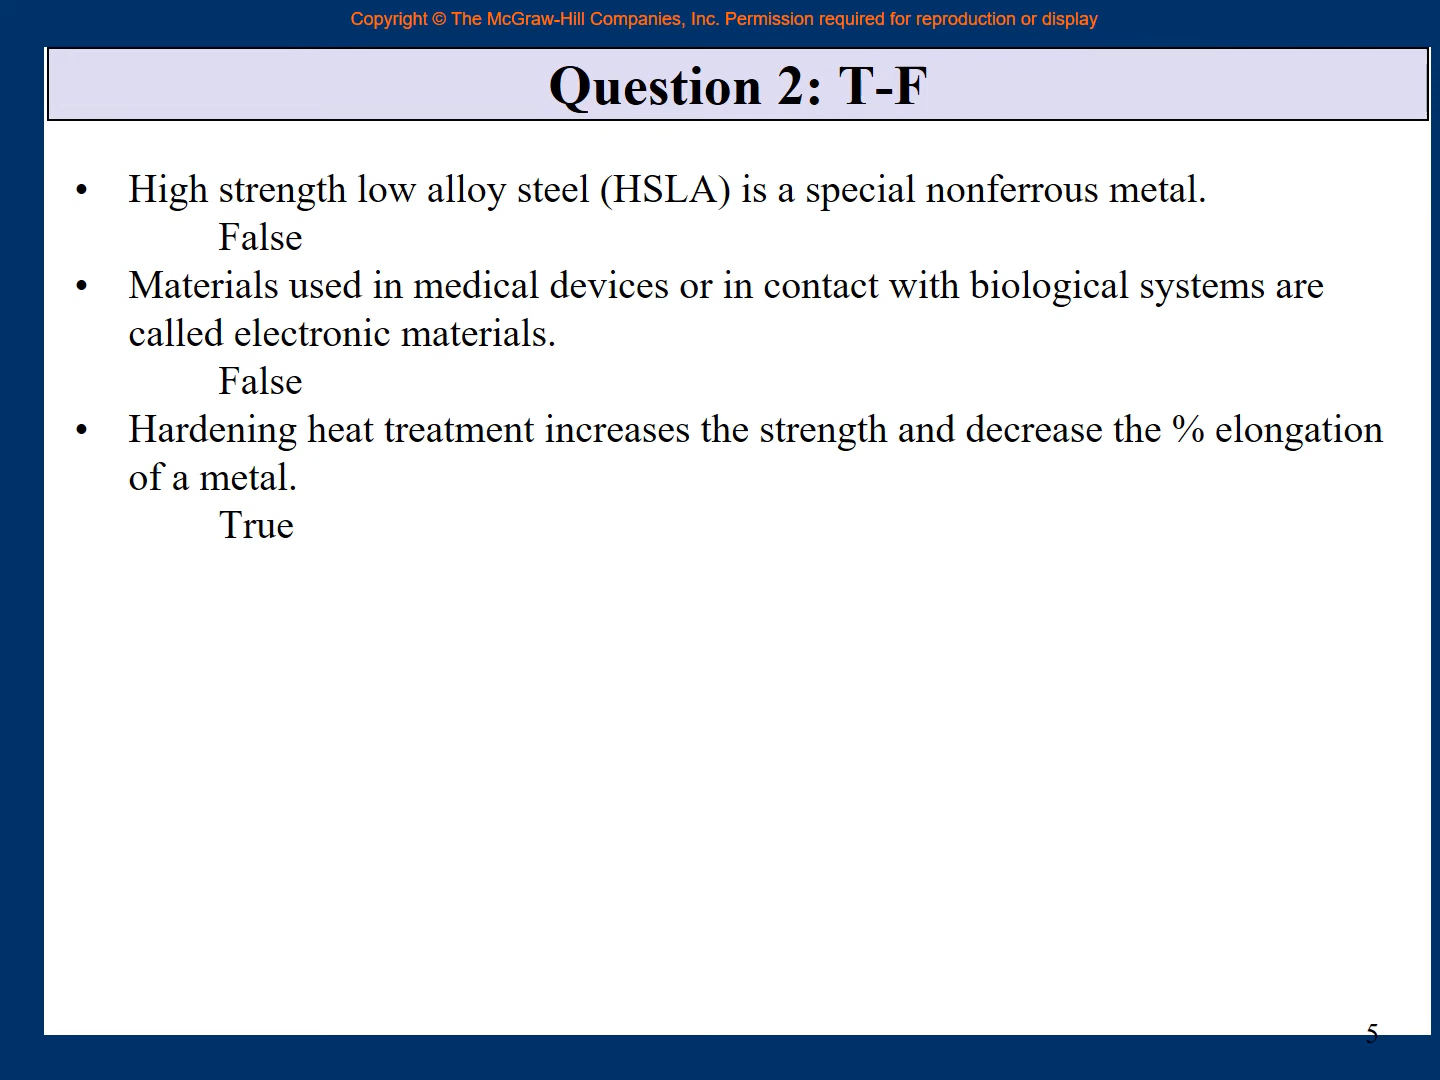 Copyright © The McGraw-Hill Companies, Inc. Permission required for reproduction or display
Question 2: T-F
• High strength low alloy steel (HSLA) is a special nonferrous metal.
False
• Materials used in medical devices or in contact with biological systems are
called electronic materials.
False
• Hardening heat treatment increases the strength and decrease the % elongation
of a metal.
True
5